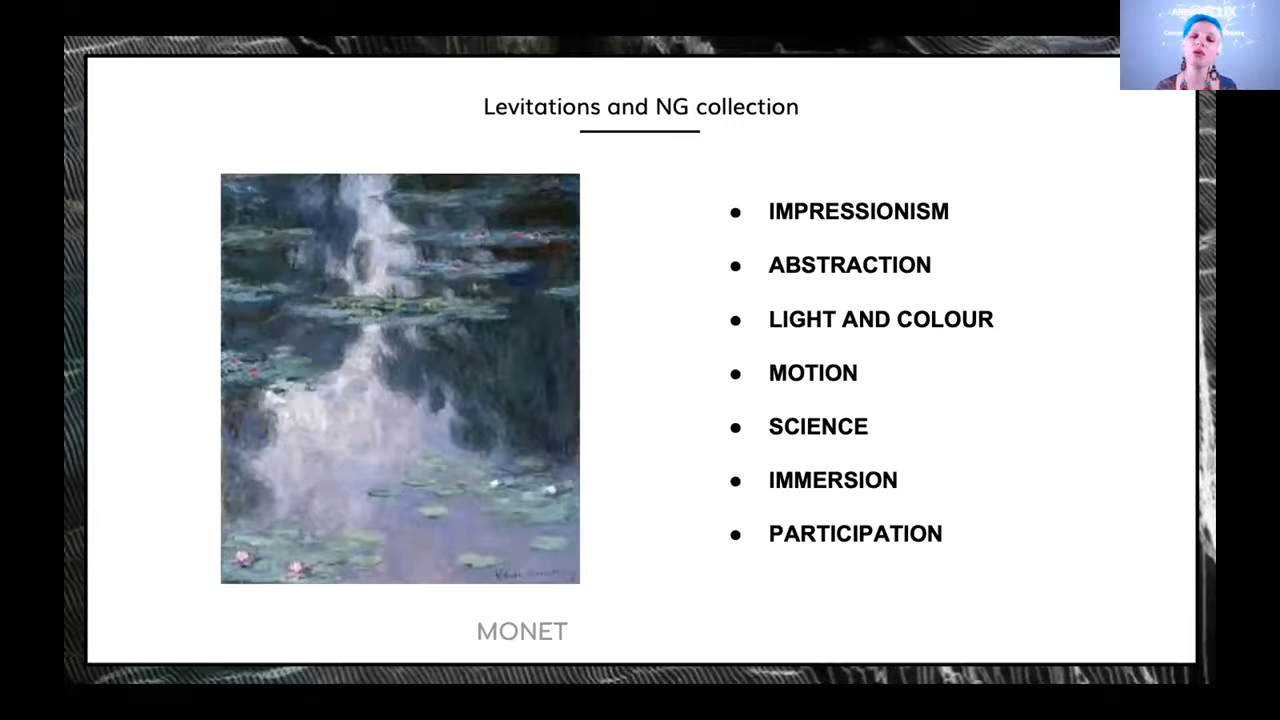 Levitations and NG collection
● IMPRESSIONISM
● ABSTRACTION
● LIGHT AND COLOUR
● MOTION
● SCIENCE
● IMMERSION
● PARTICIPATION
MONET